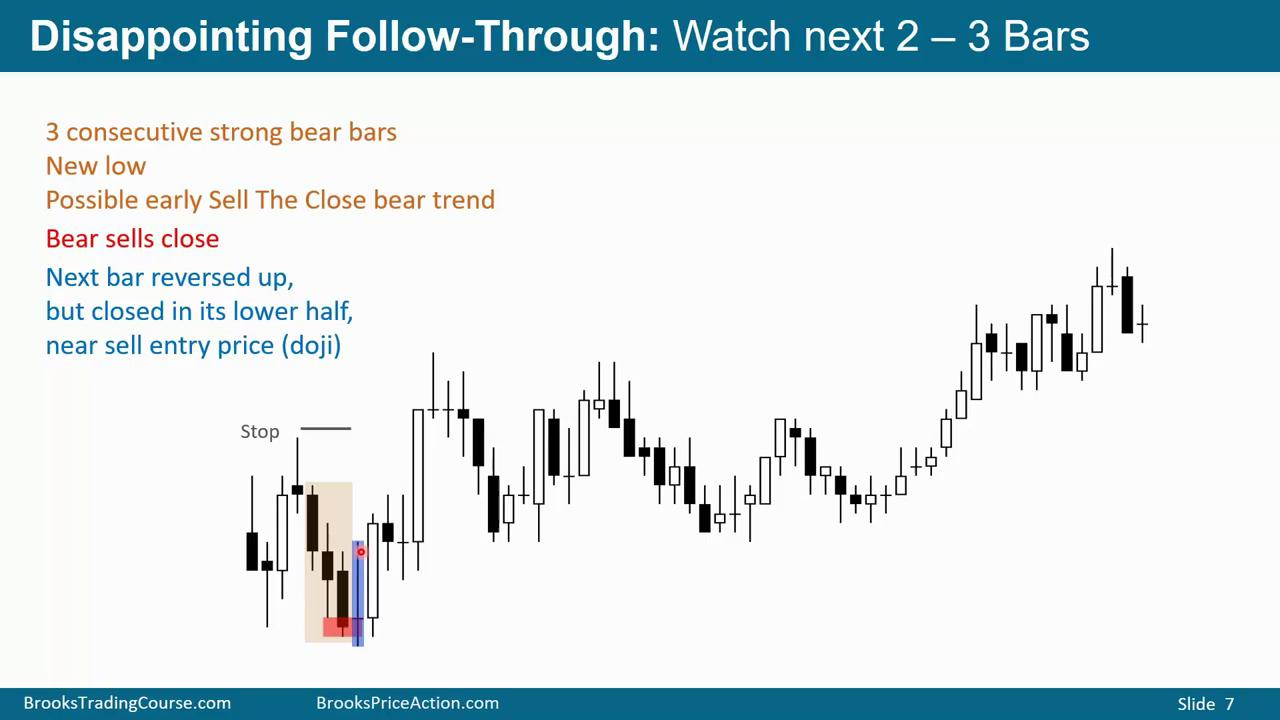 Disappointing Follow-Through: Watch next 2 – 3 Bars
3 consecutive strong bear bars
New low
Possible early Sell The Close bear trend
Bear sells close
Next bar reversed up,
but closed in its lower half,
near sell entry price (doji)
Stop
BrooksTradingCourse.com
BrooksPriceAction.com
Slide 7